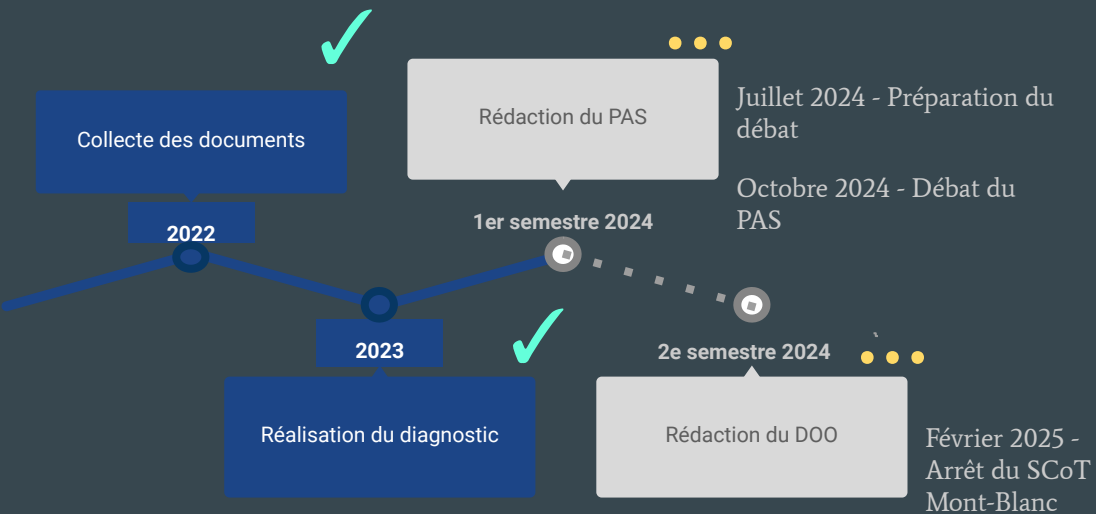 Collecte des documents
2022
Réalisation du diagnostic
2023
Rédaction du PAS
1er semestre 2024
Juillet 2024 - Préparation du
débat
Octobre 2024 - Débat du
PAS
2e semestre 2024
Rédaction du DOO
Février 2025 -
Arrêt du SCoT
Mont-Blanc